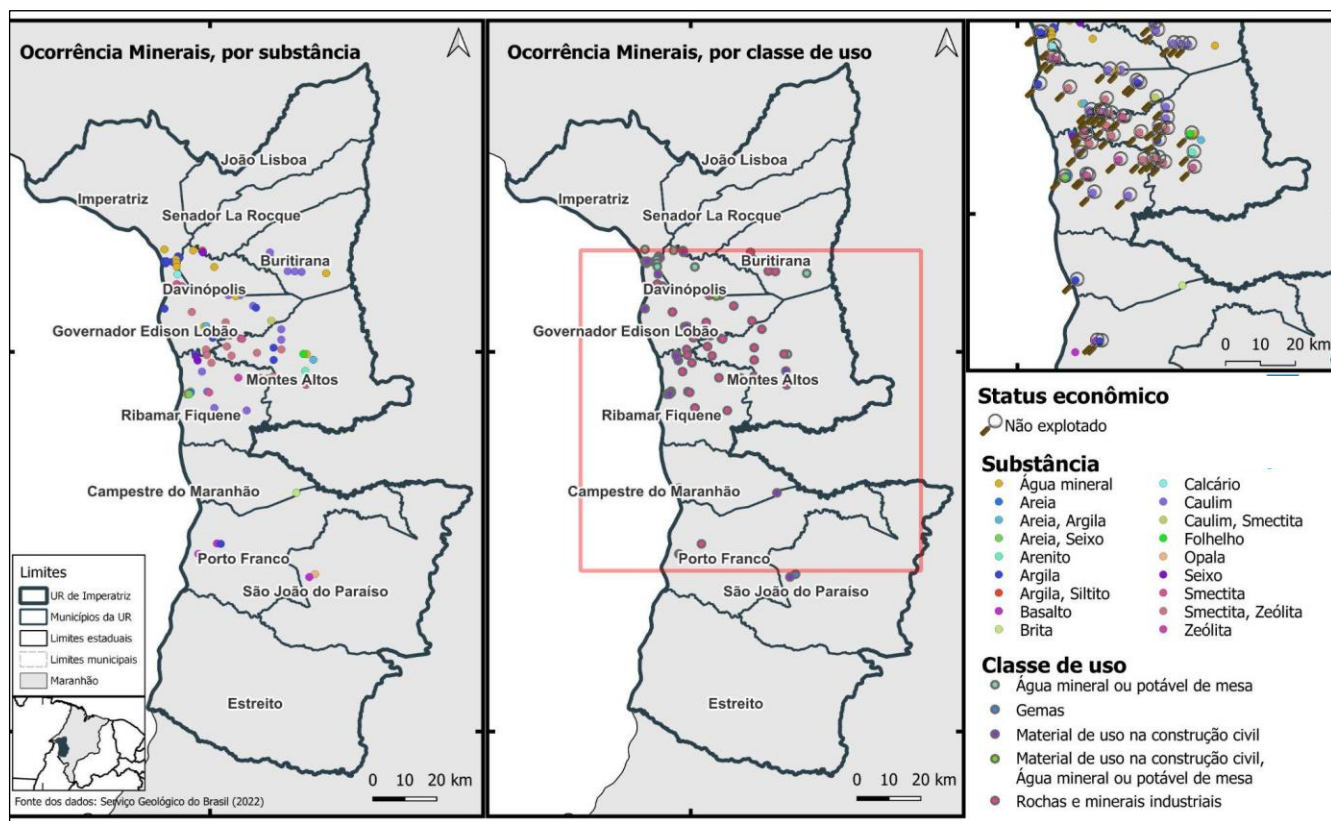 Ocorrência Minerais, por substância
João Lisboa
Imperatriz
Senador La Rocque
Buritirana
Davinópolis
Governador Edison Lobão
Montes Altos
Ribamar Fiquene
Campestre do Maranhão
Porto Franco
São João do Paraíso
Estreito
Limites
UR de Imperatriz
Municípios da UR
Limites estaduais
Limites municipais
Maranhão
0 10 20 km
Fonte dos dados: Serviço Geológico do Brasil (2022)
Ocorrência Minerais, por classe de uso
João Lisboa
Imperatriz
Senador La Rocque
Buritirana
Davinópolis
Governador Edison Lobão
Montes Altos
Ribamar Fiquene
Campestre do Maranhão
Porto Franco
São João do Paraíso
Estreito
0 10 20 km
0 10 20 km
Status econômico
Não explotado
Substância
Água mineral
Areia
Areia, Argila
Areia, Seixo
Arenito
Argila
Argila, Siltito
Basalto
Brita
Calcário
Caulim
Caulim, Smectita
Folhelho
Opala
Seixo
Smectita
Smectita, Zeólita
Zeólita
Classe de uso
Água mineral ou potável de mesa
Gemas
Material de uso na construção civil
Material de uso na construção civil,
Água mineral ou potável de mesa
Rochas e minerais industriais